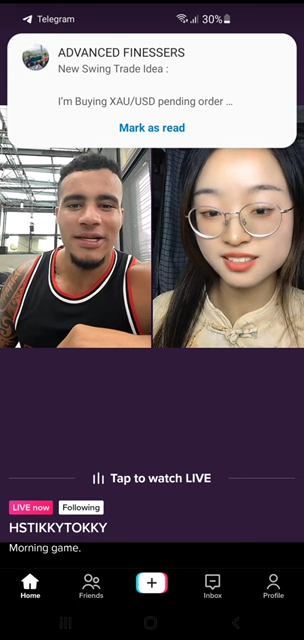 Telegram
30%
ADVANCED FINESSERS
New Swing Trade Idea :
I'm Buying XAU/USD pending order ...
Mark as read
Tap to watch LIVE
LIVE now Following
HSTIKKYTOKKY
Morning game.
Home Friends Inbox Profile